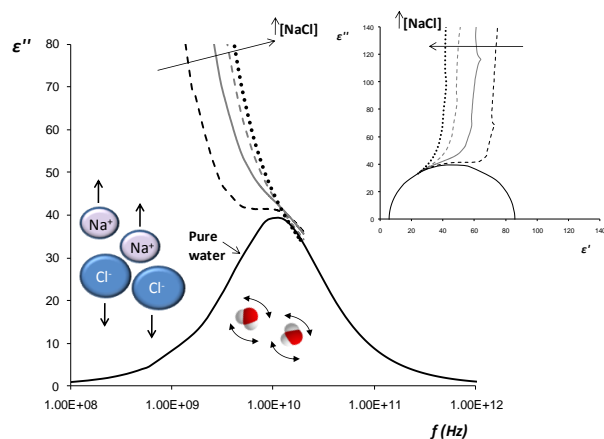 ↑[NaCl]
ε''
80
70
60
50
40
30
20
10
0
Pure
water
Na⁺
Na⁺
Cl⁻
Cl⁻
1.00E+08
1.00E+09
1.00E+10
1.00E+11
1.00E+12
f (Hz)
↑[NaCl]
ε''
140
120
100
80
60
40
20
0
0
20
40
60
80
100
120
140
ε'